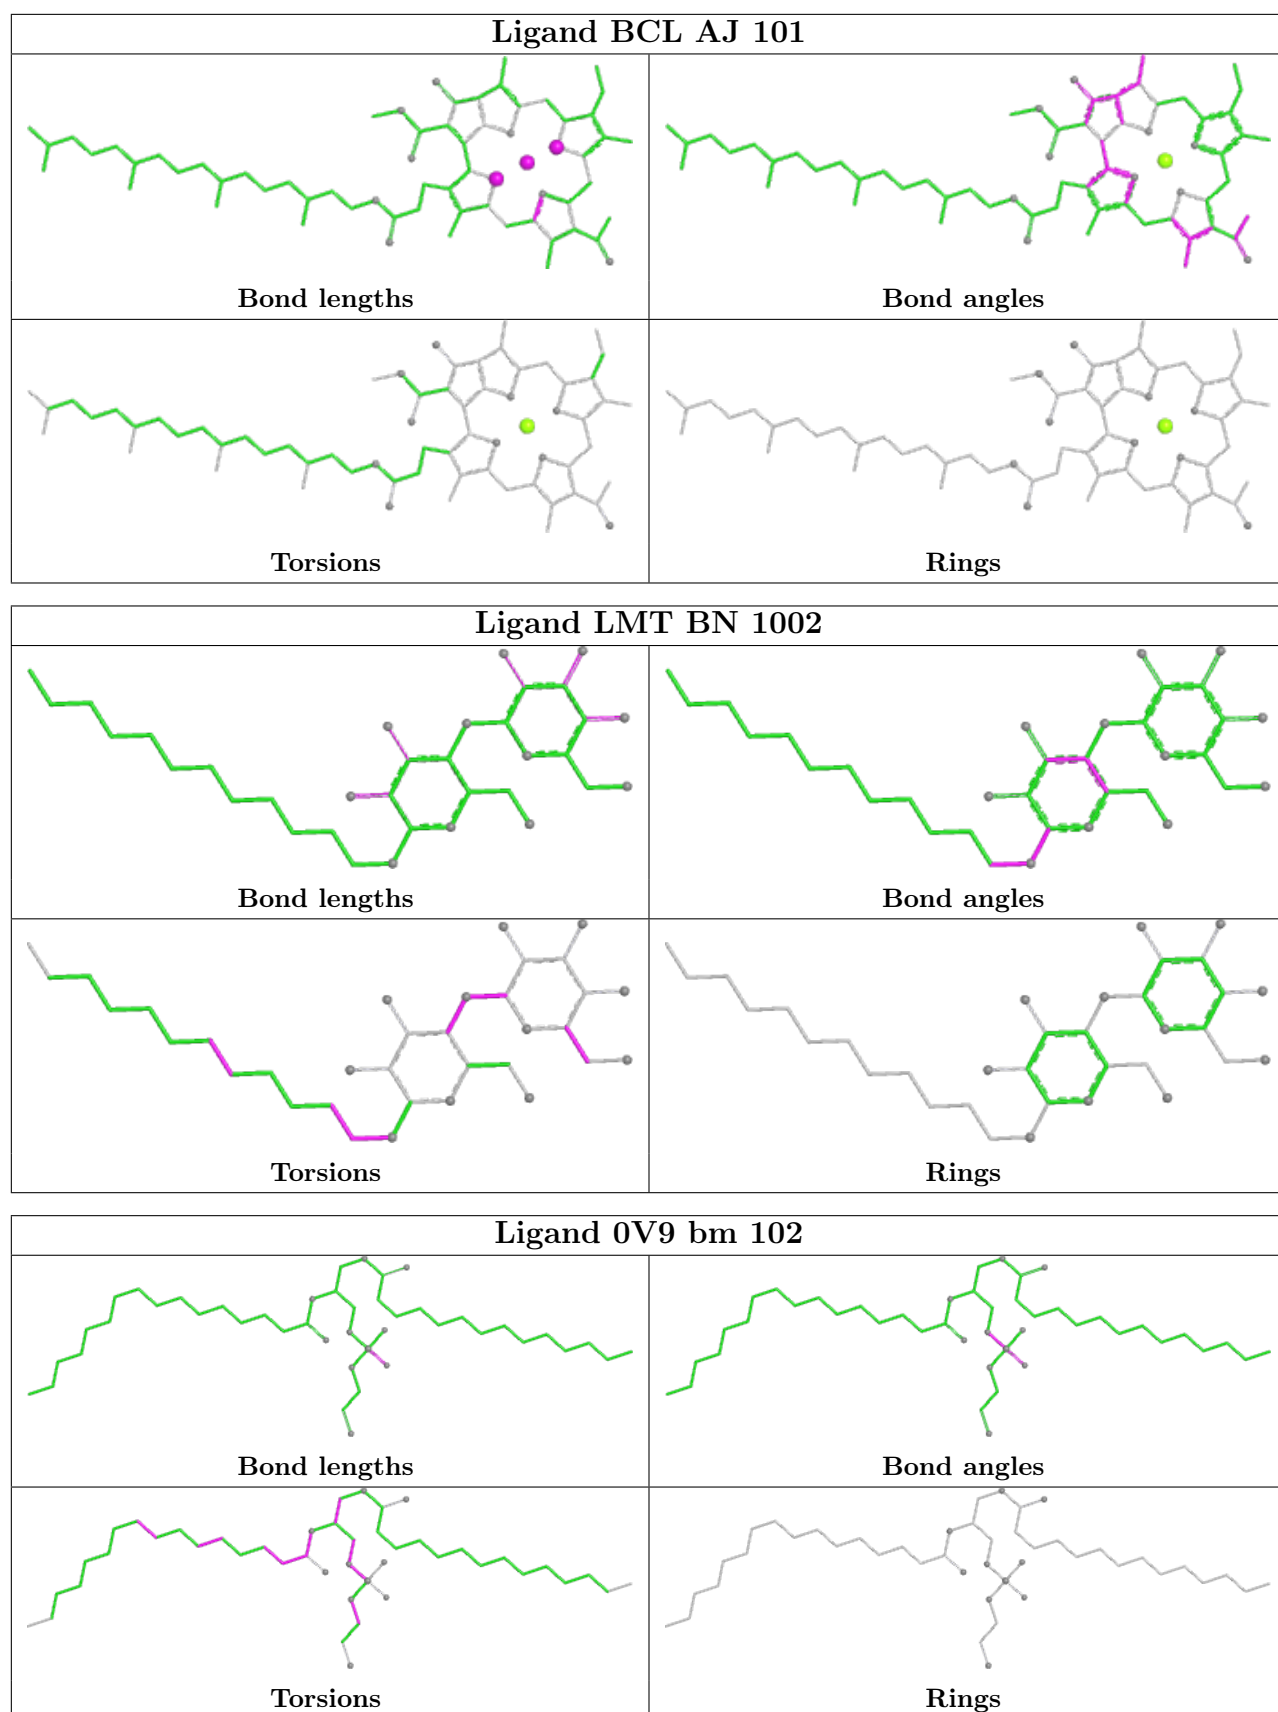 Ligand BCL AJ 101
Bond lengths
Bond angles
Torsions
Rings
Ligand LMT BN 1002
Bond lengths
Bond angles
Torsions
Rings
Ligand 0V9 bm 102
Bond lengths
Bond angles
Torsions
Rings